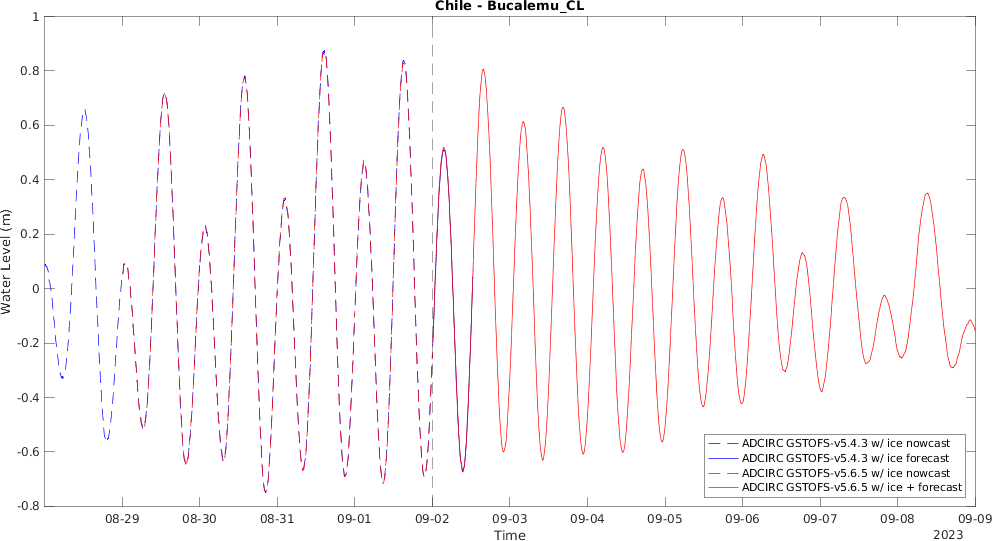 Chile - Bucalemu_CL
Water Level (m)
1
0.8
0.6
0.4
0.2
0
-0.2
-0.4
-0.6
-0.8
ADCIRC GSTOFS-v5.4.3 w/ ice nowcast
ADCIRC GSTOFS-v5.4.3 w/ ice forecast
ADCIRC GSTOFS-v5.6.5 w/ ice nowcast
ADCIRC GSTOFS-v5.6.5 w/ ice + forecast
08-29 08-30 08-31 09-01 09-02 09-03 09-04 09-05 09-06 09-07 09-08 09-09
Time
2023